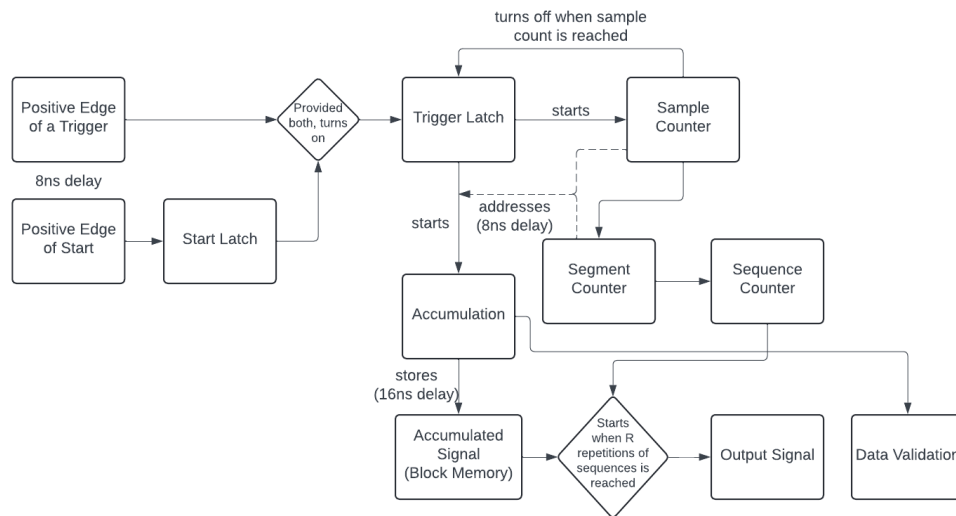 turns off when sample
count is reached
Positive Edge
of a Trigger
Provided
both, turns
on
Trigger Latch
starts
Sample
Counter
8ns delay
Positive Edge
of Start
Start Latch
starts
addresses
(8ns delay)
Segment
Counter
Sequence
Counter
Accumulation
stores
(16ns delay)
Accumulated
Signal
(Block Memory)
Starts
when R
repetitions of
sequences is
reached
Output Signal
Data Validation